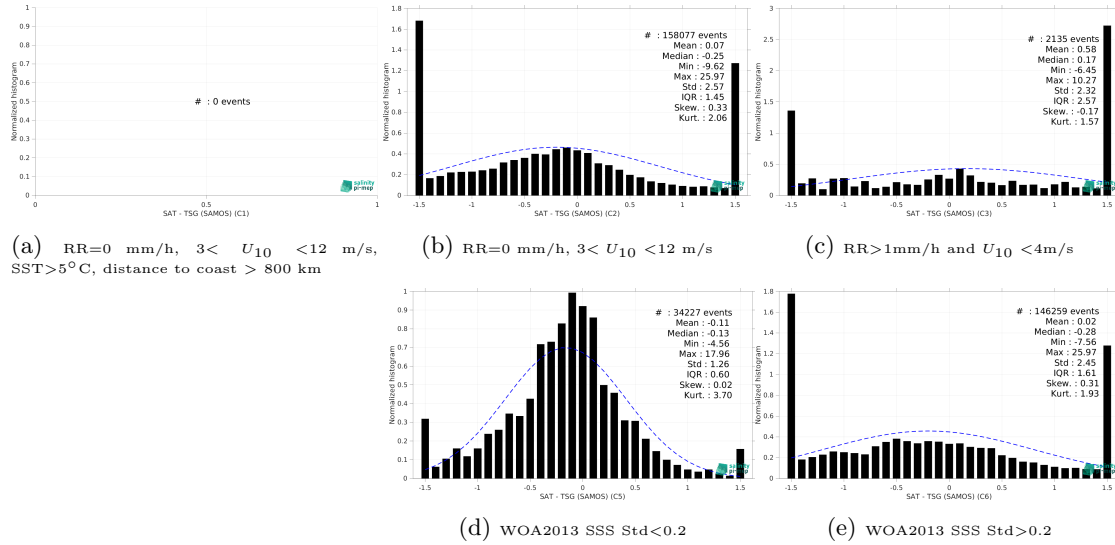 Normalized histogram
1
0.9
0.8
0.7
0.6
0.5
0.4
0.3
0.2
0.1
0
# : 0 events
salinity
pi-mep
0 0.5 1
SAT - TSG (SAMOS) (C1)
(a) RR=0 mm/h, 3< U10 <12 m/s,
SST>5°C, distance to coast > 800 km
Normalized histogram
1.8
1.6
1.4
1.2
1
0.8
0.6
0.4
0.2
0
# : 158077 events
Mean : 0.07
Median : -0.25
Min : -9.62
Max : 25.97
Std : 2.57
IQR : 1.45
Skew. : 0.33
Kurt. : 2.06
salinity
pi-mep
-1.5 -1 -0.5 0 0.5 1 1.5
SAT - TSG (SAMOS) (C2)
(b) RR=0 mm/h, 3< U10 <12 m/s
Normalized histogram
3
2.5
2
1.5
1
0.5
0
# : 2135 events
Mean : 0.58
Median : 0.17
Min : -6.45
Max : 10.27
Std : 2.32
IQR : 2.57
Skew. : -0.17
Kurt. : 1.57
salinity
pi-mep
-1.5 -1 -0.5 0 0.5 1 1.5
SAT - TSG (SAMOS) (C3)
(c) RR>1mm/h and U10 <4m/s
Normalized histogram
1
0.9
0.8
0.7
0.6
0.5
0.4
0.3
0.2
0.1
0
# : 34227 events
Mean : -0.11
Median : -0.13
Min : -4.56
Max : 17.96
Std : 1.26
IQR : 0.60
Skew. : 0.02
Kurt. : 3.70
salinity
pi-mep
-1.5 -1 -0.5 0 0.5 1 1.5
SAT - TSG (SAMOS) (C5)
(d) WOA2013 SSS Std<0.2
Normalized histogram
1.8
1.6
1.4
1.2
1
0.8
0.6
0.4
0.2
0
# : 146259 events
Mean : 0.02
Median : -0.28
Min : -7.56
Max : 25.97
Std : 2.45
IQR : 1.61
Skew. : 0.31
Kurt. : 1.93
salinity
pi-mep
-1.5 -1 -0.5 0 0.5 1 1.5
SAT - TSG (SAMOS) (C6)
(e) WOA2013 SSS Std>0.2